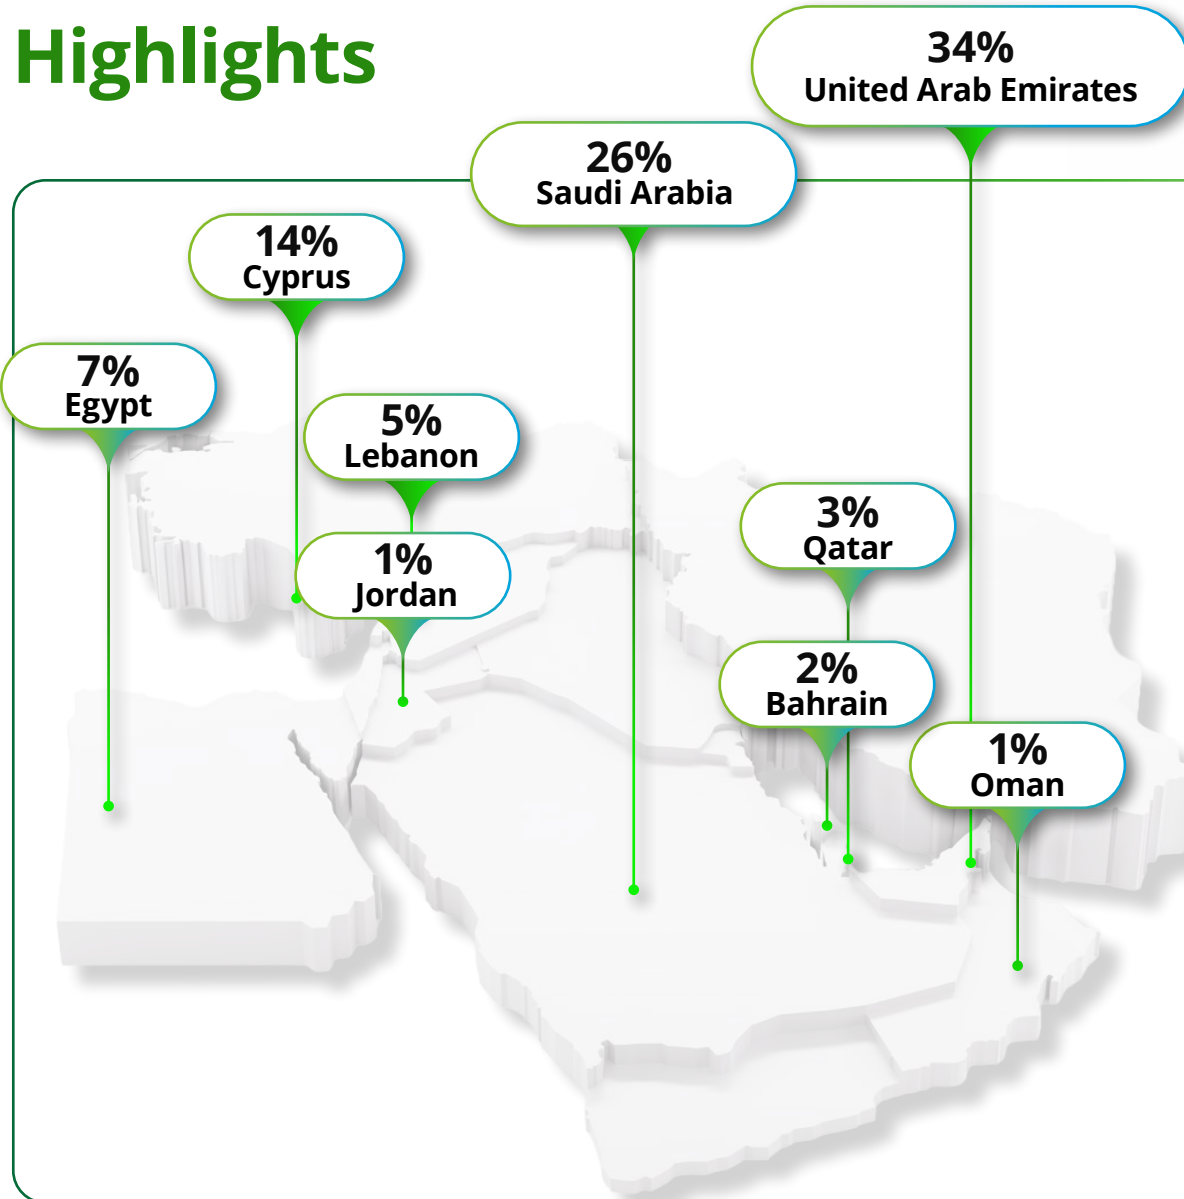 Highlights
34%
United Arab Emirates
26%
Saudi Arabia
14%
Cyprus
7%
Egypt
5%
Lebanon
3%
Qatar
1%
Jordan
2%
Bahrain
1%
Oman